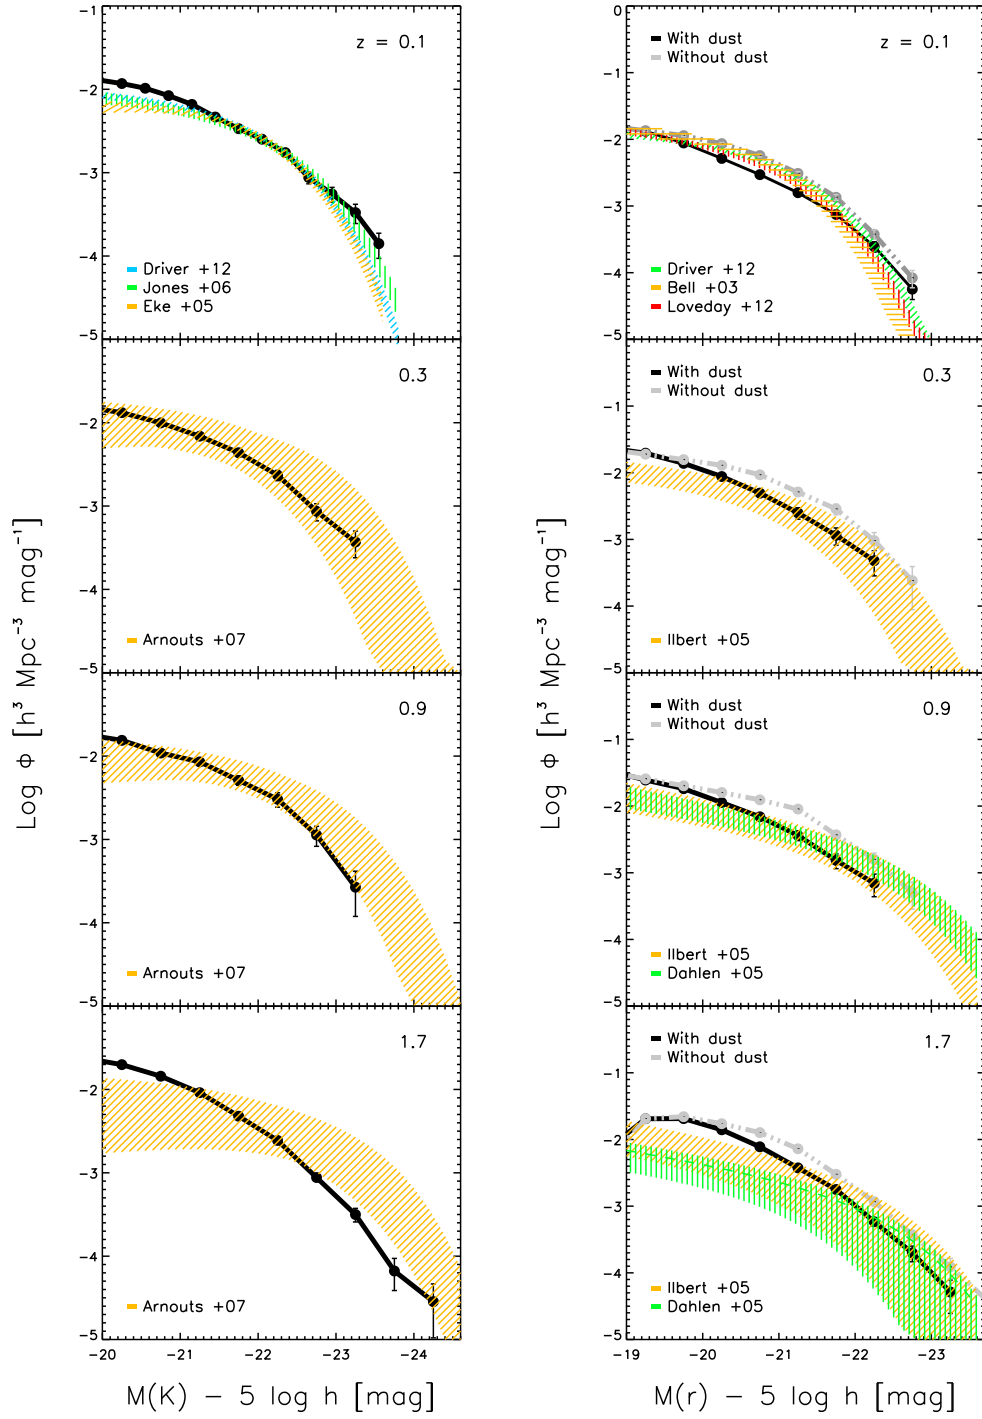 z = 0.1
Driver +12
Jones +06
Eke +05
-1
-2
-3
-4
-5
With dust
Without dust
z = 0.1
Driver +12
Bell +03
Loveday +12
0
-1
-2
-3
-4
-5
0.3
Arnouts +07
-2
-3
-4
-5
With dust
Without dust
0.3
Ilbert +05
-1
-2
-3
-4
-5
0.9
Arnouts +07
-2
-3
-4
-5
With dust
Without dust
0.9
Ilbert +05
Dahlen +05
-1
-2
-3
-4
-5
1.7
Arnouts +07
-2
-3
-4
-5
With dust
Without dust
1.7
Ilbert +05
Dahlen +05
-1
-2
-3
-4
-5
Log Φ [h³ Mpc⁻³ mag⁻¹]
Log Φ [h³ Mpc⁻³ mag⁻¹]
-20 -21 -22 -23 -24
-19 -20 -21 -22 -23
M(K) - 5 log h [mag]
M(r) - 5 log h [mag]